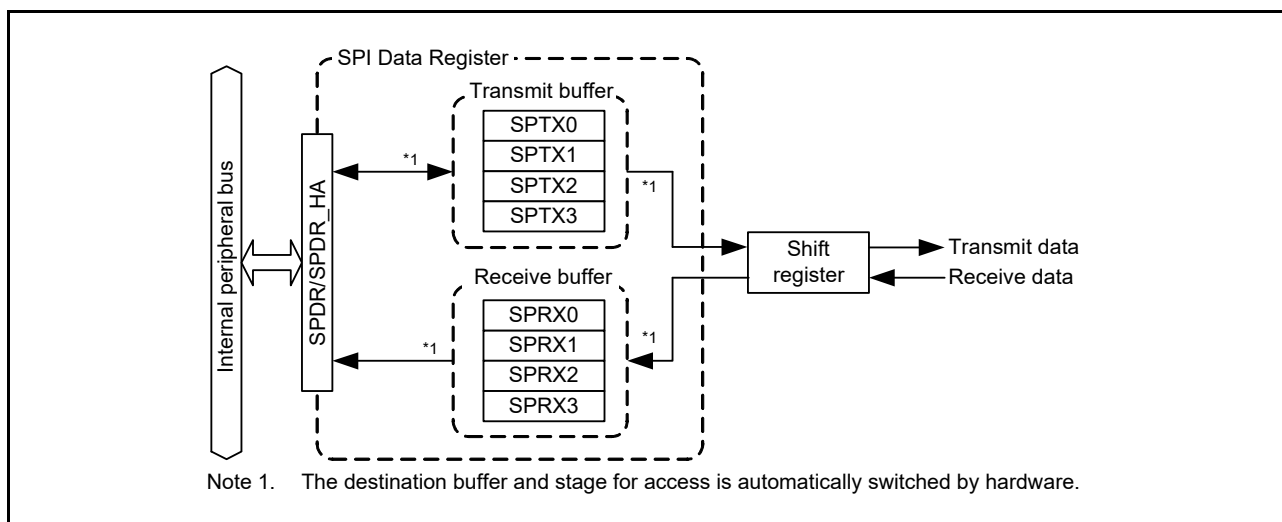 SPI Data Register
Transmit buffer
SPTX0
SPTX1
SPTX2
SPTX3
*1
*1
Internal peripheral bus
SPDR/SPDR_HA
Shift
register
Transmit data
Receive data
Receive buffer
SPRX0
SPRX1
SPRX2
SPRX3
*1
*1
Note 1. The destination buffer and stage for access is automatically switched by hardware.